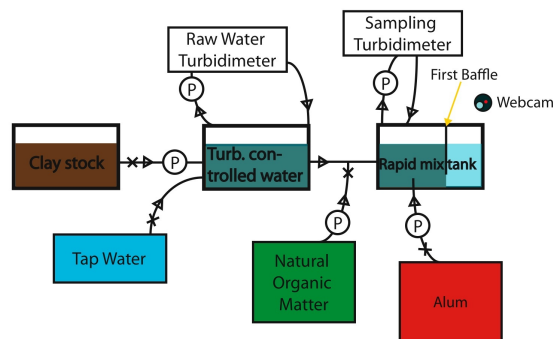 Raw Water
Turbidimeter
Sampling
Turbidimeter
First Baffle
Webcam
P
P
Clay stock
P
Turb. con-
trolled water
Rapid mix tank
Tap Water
P
P
Natural
Organic
Matter
Alum